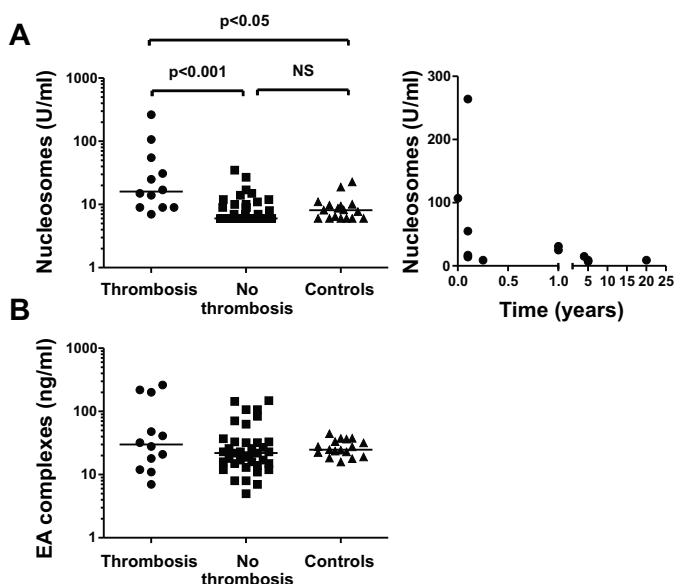 A
p<0.05
p<0.001
NS
Nucleosomes (U/ml)
1000
100
10
1
Thrombosis
No
thrombosis
Controls
Nucleosomes (U/ml)
300
200
100
0
0.0 0.5 1.0 5 10 15 20 25
Time (years)
B
EA complexes (ng/ml)
1000
100
10
1
Thrombosis
No
thrombosis
Controls